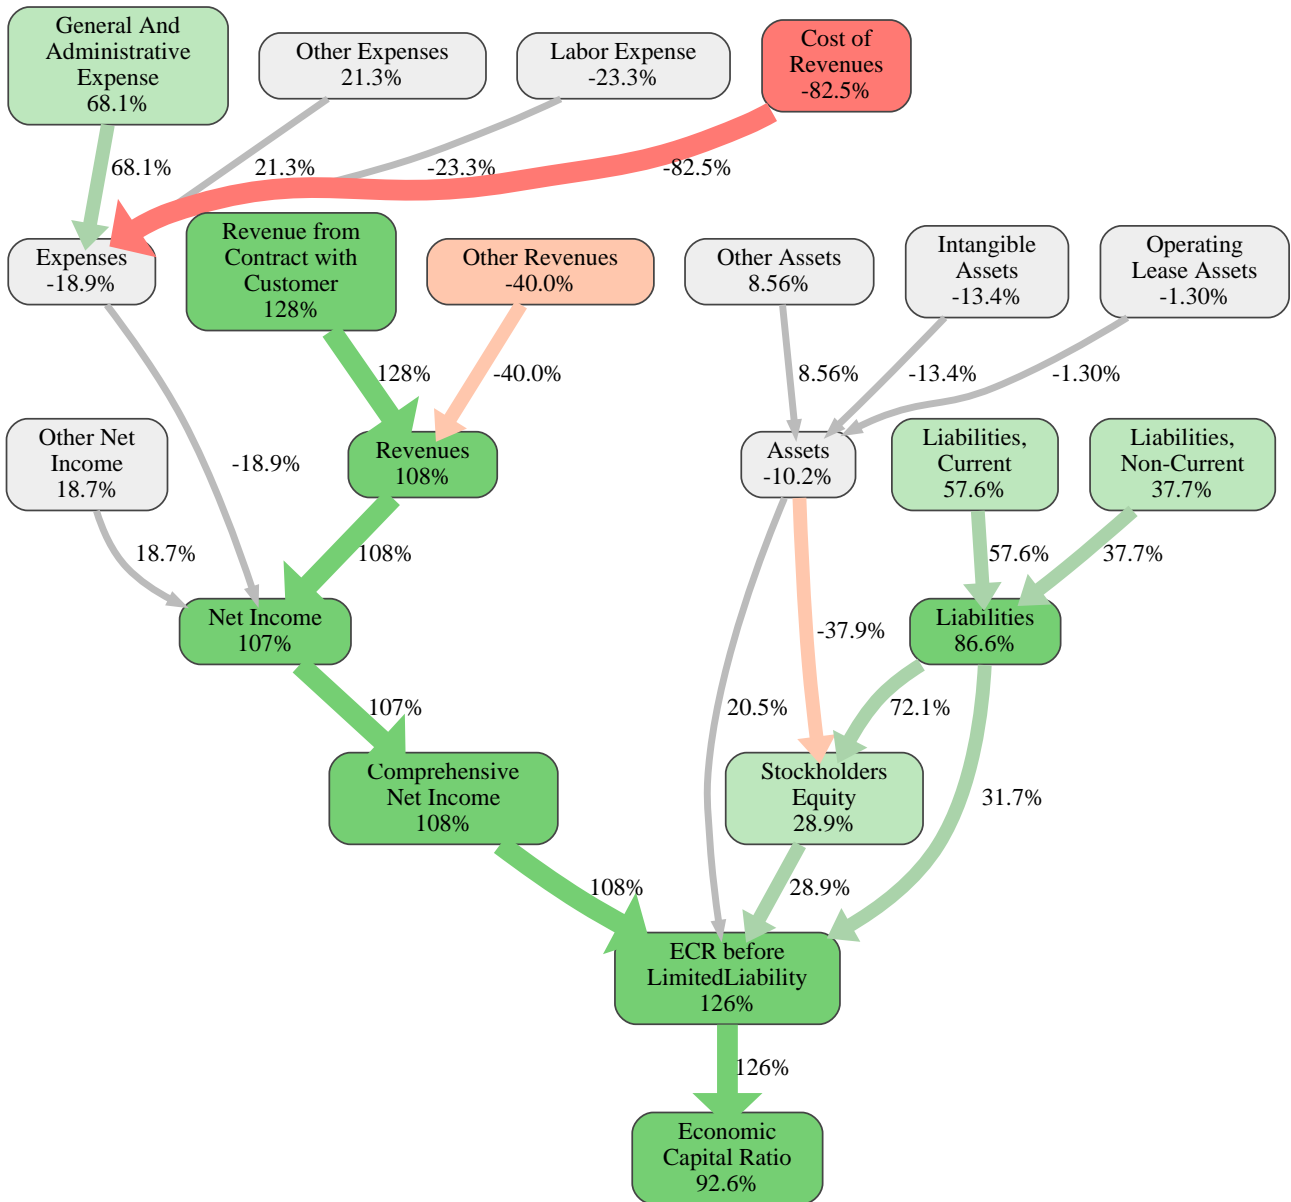 General And
Administrative
Expense
68.1%
Other Expenses
21.3%
Labor Expense
-23.3%
Cost of
Revenues
-82.5%
68.1%
21.3%
-23.3%
-82.5%
Expenses
-18.9%
Revenue from
Contract with
Customer
128%
Other Revenues
-40.0%
Other Assets
8.56%
Intangible
Assets
-13.4%
Operating
Lease Assets
-1.30%
128%
-40.0%
8.56%
-13.4%
-1.30%
Other Net
Income
18.7%
-18.9%
Revenues
108%
Assets
-10.2%
Liabilities,
Current
57.6%
Liabilities,
Non-Current
37.7%
18.7%
108%
57.6%
37.7%
Net Income
107%
-37.9%
Liabilities
86.6%
107%
20.5%
72.1%
Comprehensive
Net Income
108%
Stockholders
Equity
28.9%
31.7%
108%
28.9%
ECR before
LimitedLiability
126%
126%
Economic
Capital Ratio
92.6%